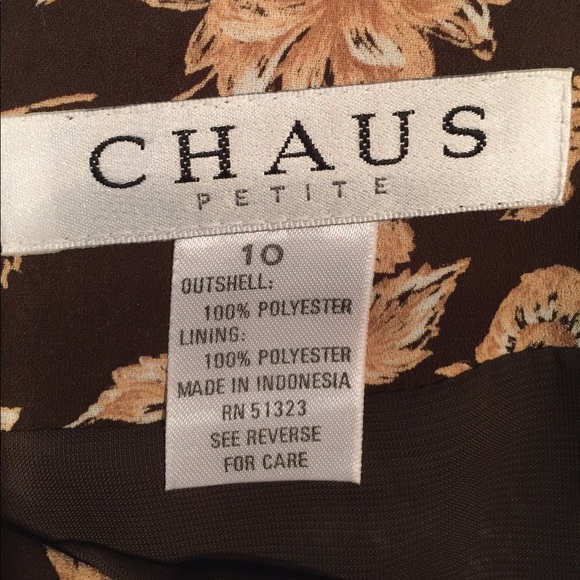 CHAUS
PETITE
10
OUTSHELL:
100% POLYESTER
LINING:
100% POLYESTER
MADE IN INDONESIA
RN 51323
SEE REVERSE
FOR CARE